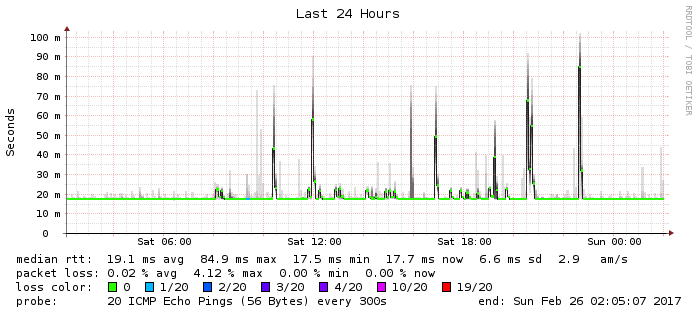 Last 24 Hours
RRDTOOL / TOBI OETIKER
Seconds
100 m
90 m
80 m
70 m
60 m
50 m
40 m
30 m
20 m
10 m
0
Sat 06:00 Sat 12:00 Sat 18:00 Sun 00:00
median rtt: 19.1 ms avg 84.9 ms max 17.5 ms min 17.7 ms now 6.6 ms sd 2.9 am/s
packet loss: 0.02 % avg 4.12 % max 0.00 % min 0.00 % now
loss color: 0 1/20 2/20 3/20 4/20 10/20 19/20
probe: 20 ICMP Echo Pings (56 Bytes) every 300s end: Sun Feb 26 02:05:07 2017